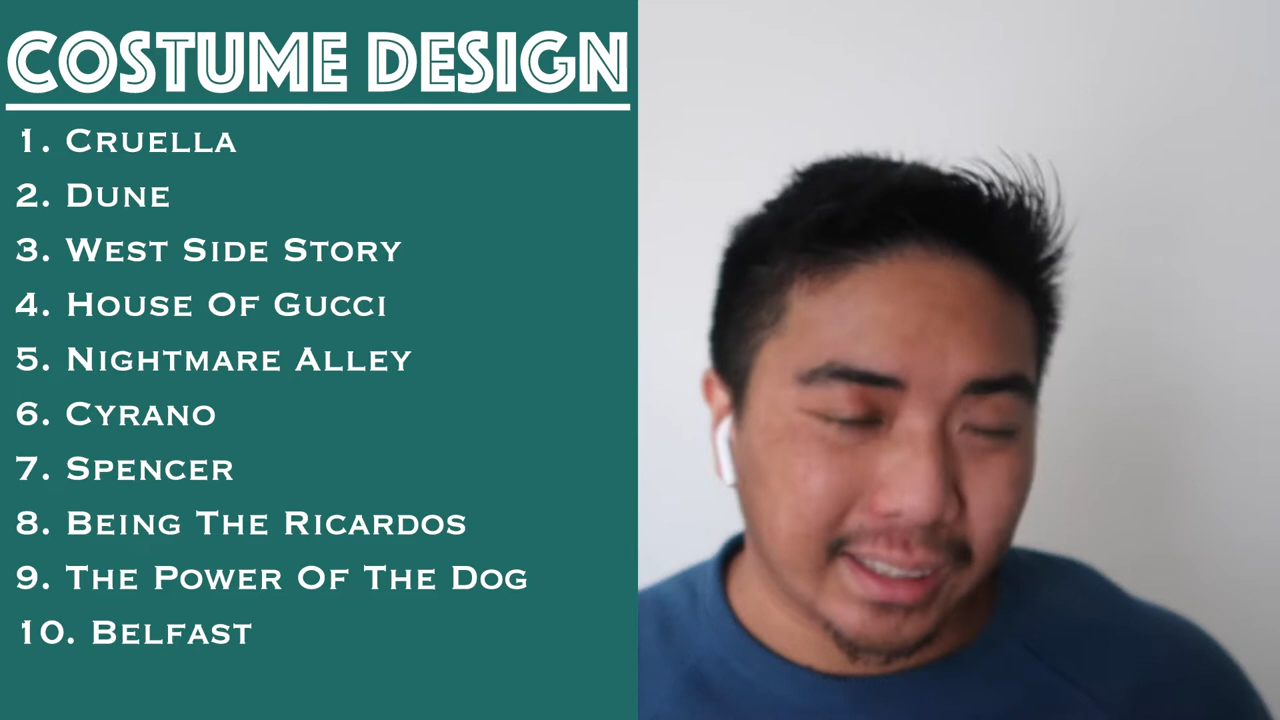 COSTUME DESIGN
1. CRUELLA
2. DUNE
3. WEST SIDE STORY
4. HOUSE OF GUCCI
5. NIGHTMARE ALLEY
6. CYRANO
7. SPENCER
8. BEING THE RICARDOS
9. THE POWER OF THE DOG
10. BELFAST